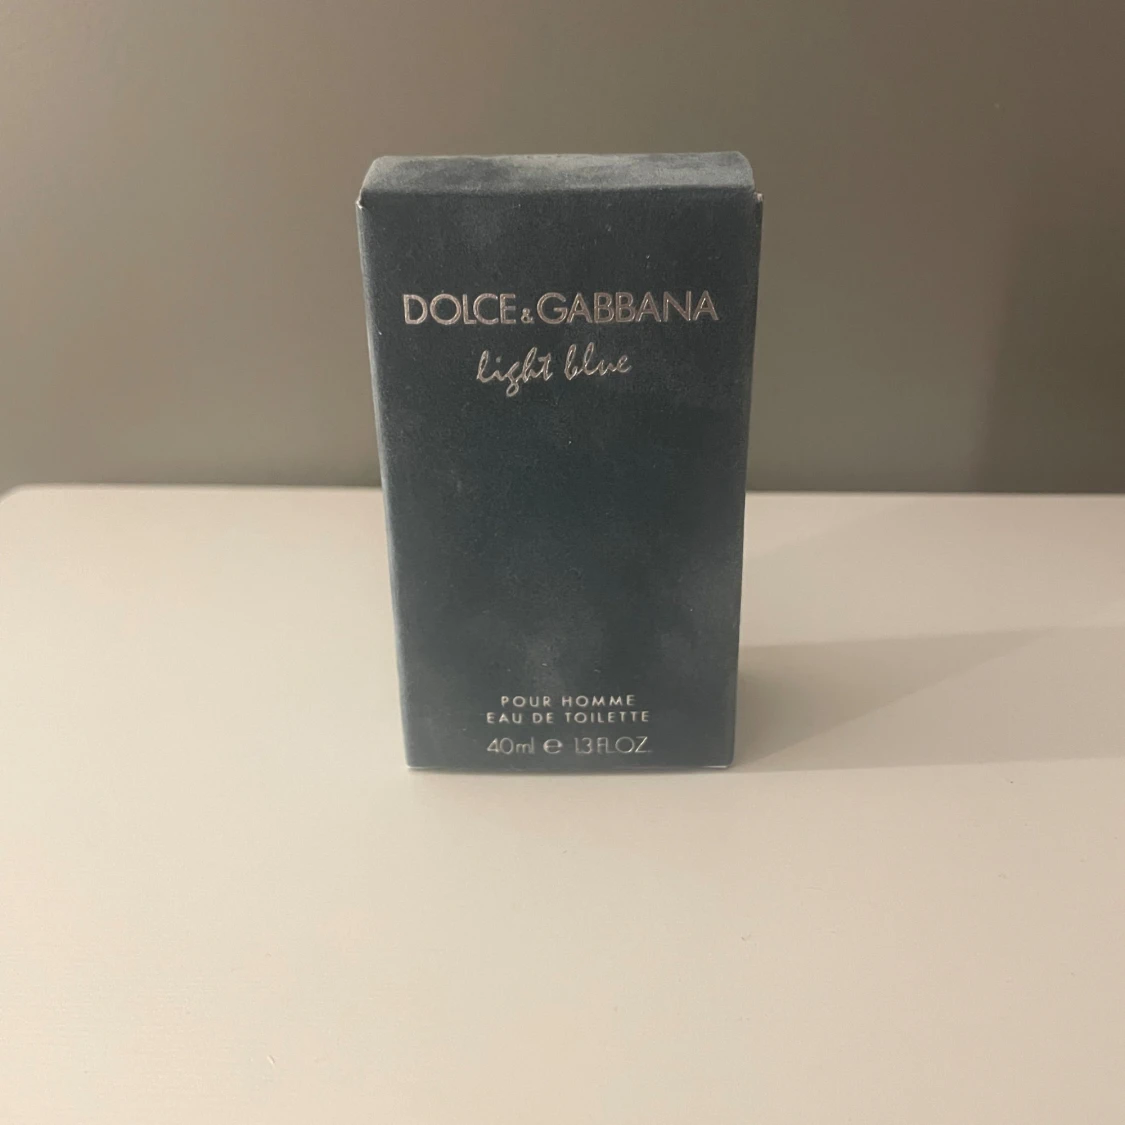 DOLCE & GABBANA
light blue
POUR HOMME
EAU DE TOILETTE
40ml ℮ 1.3 FL.OZ.